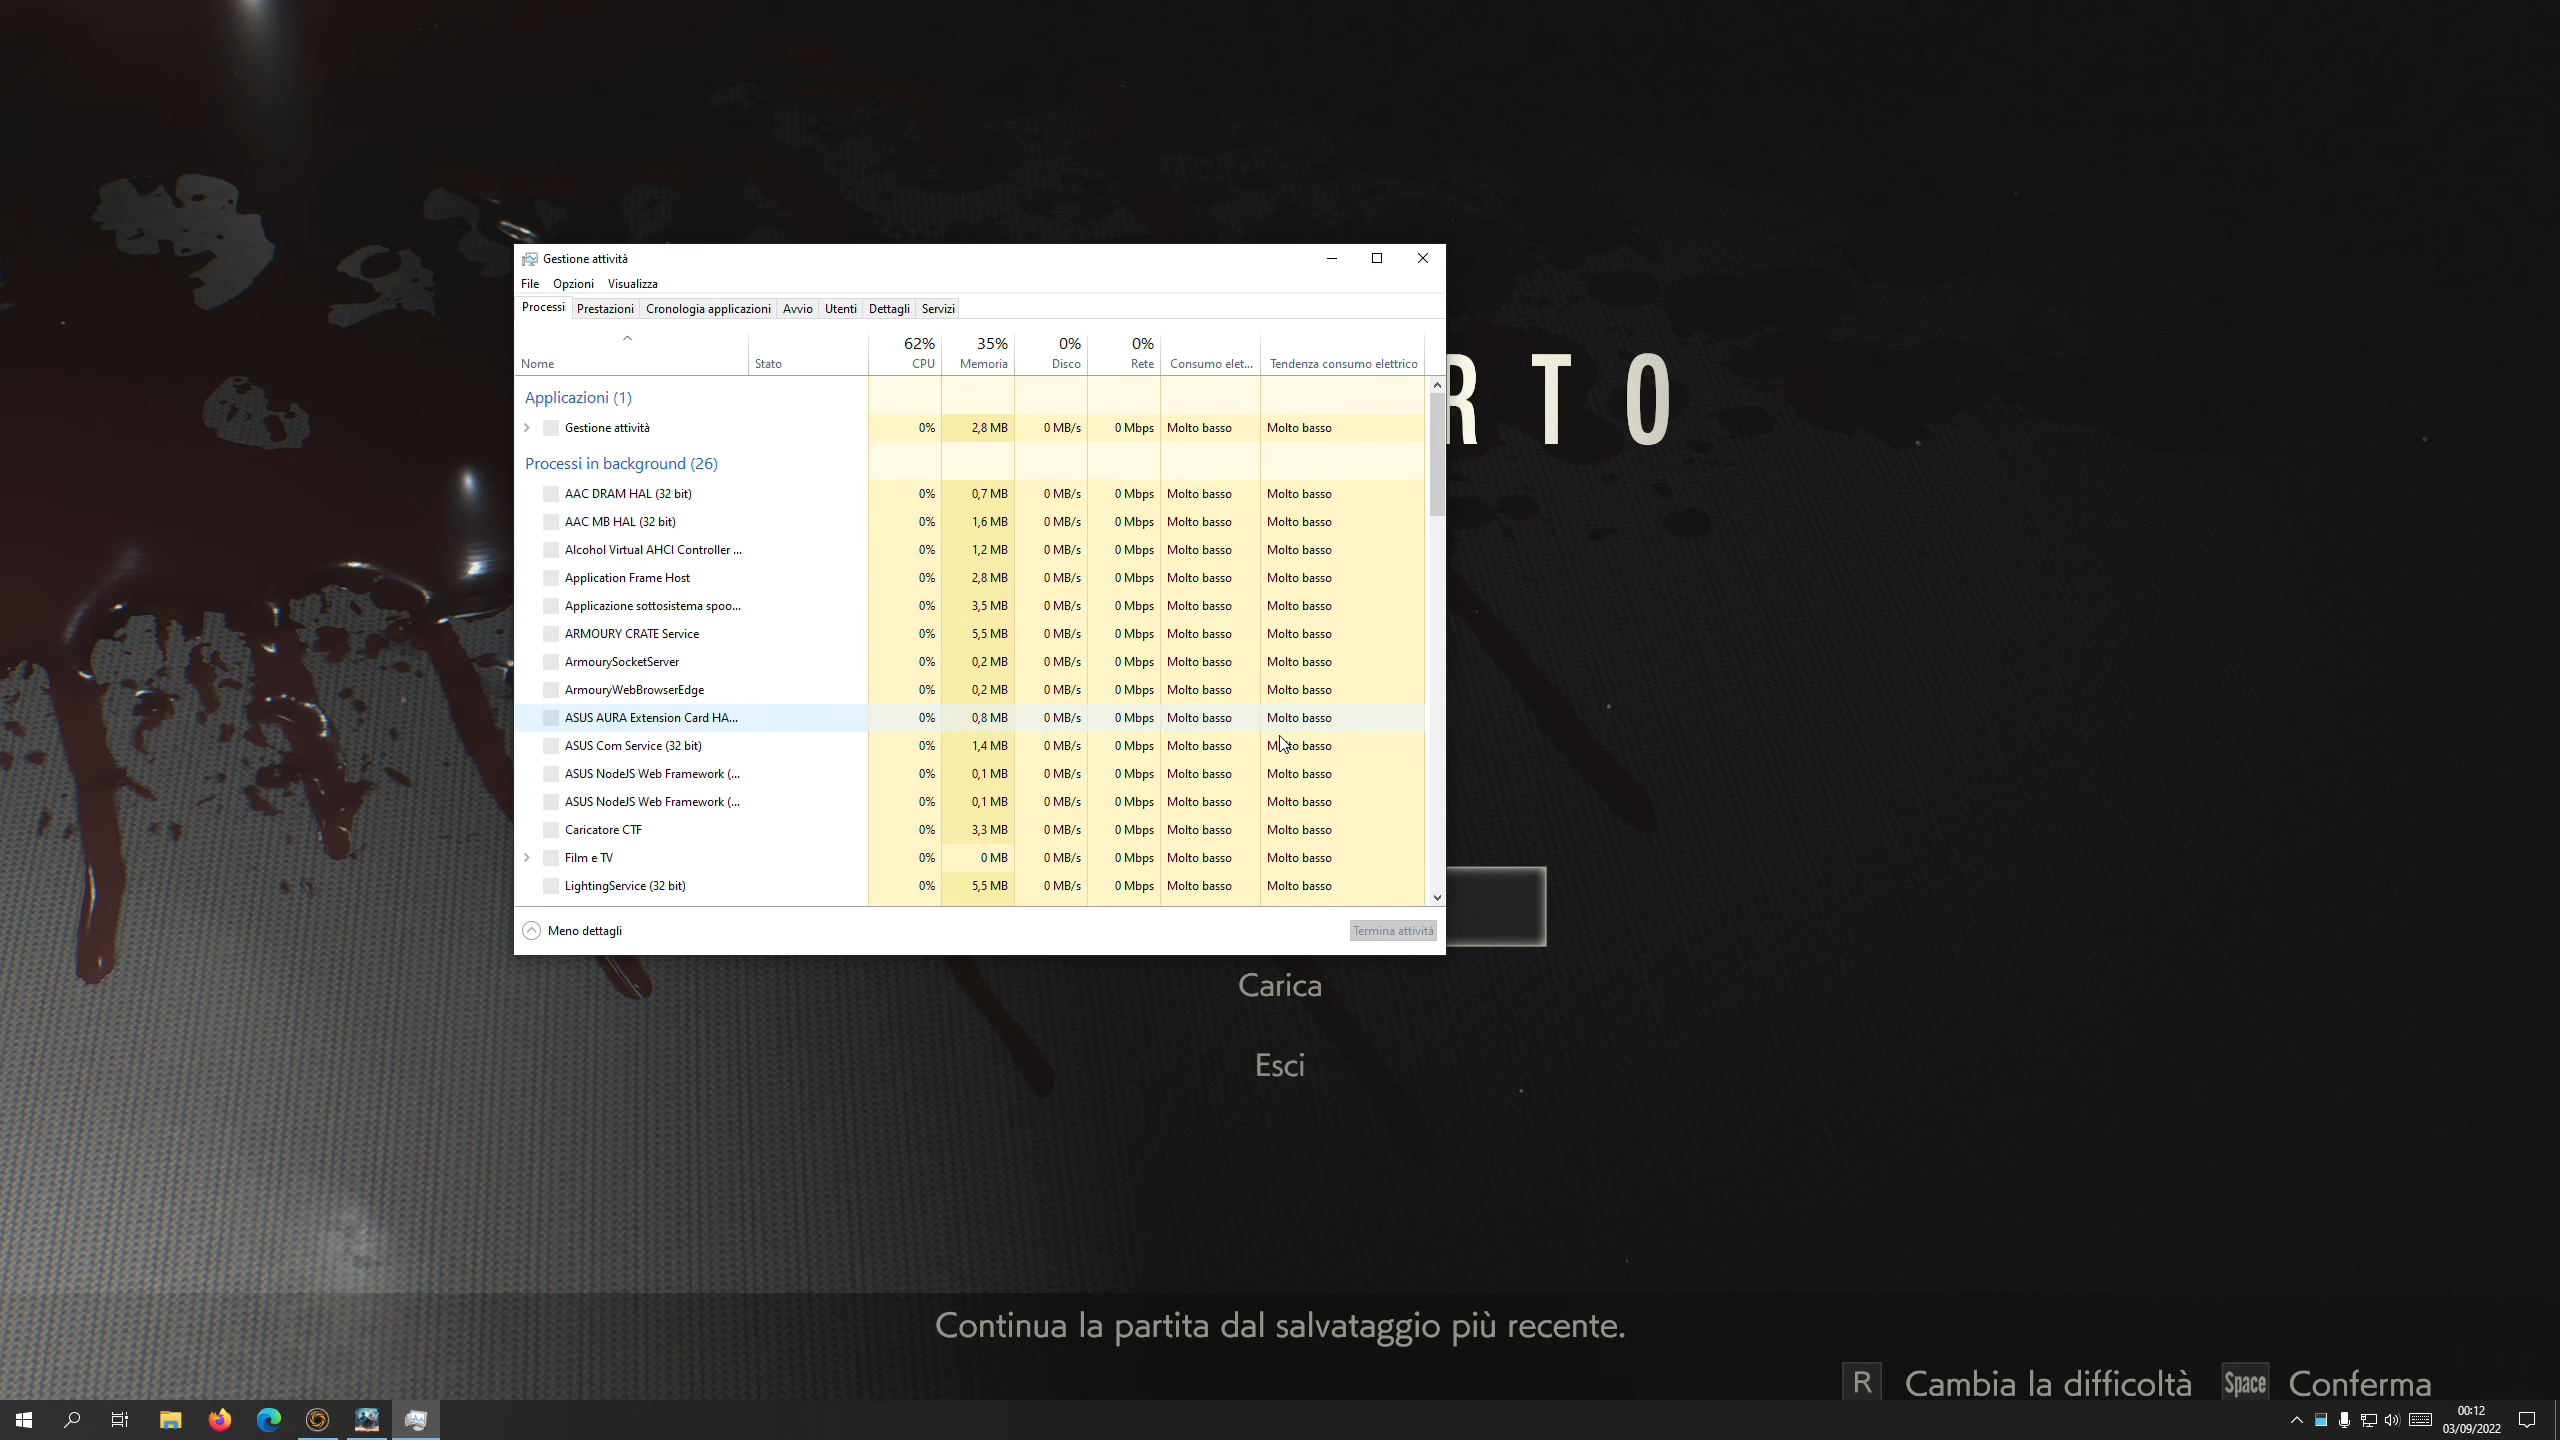 Gestione attività
File Opzioni Visualizza
Processi Prestazioni Cronologia applicazioni Avvio Utenti Dettagli Servizi
62% 35% 0% 0%
Nome Stato CPU Memoria Disco Rete Consumo elet... Tendenza consumo elettrico
RTO
Applicazioni (1)
Gestione attività 0% 2,8 MB 0 MB/s 0 Mbps Molto basso Molto basso
Processi in background (26)
AAC DRAM HAL (32 bit) 0% 0,7 MB 0 MB/s 0 Mbps Molto basso Molto basso
AAC MB HAL (32 bit) 0% 1,6 MB 0 MB/s 0 Mbps Molto basso Molto basso
Alcohol Virtual AHCI Controller ... 0% 1,2 MB 0 MB/s 0 Mbps Molto basso Molto basso
Application Frame Host 0% 2,8 MB 0 MB/s 0 Mbps Molto basso Molto basso
Applicazione sottosistema spoo... 0% 3,5 MB 0 MB/s 0 Mbps Molto basso Molto basso
ARMOURY CRATE Service 0% 5,5 MB 0 MB/s 0 Mbps Molto basso Molto basso
ArmourySocketServer 0% 0,2 MB 0 MB/s 0 Mbps Molto basso Molto basso
ArmouryWebBrowserEdge 0% 0,2 MB 0 MB/s 0 Mbps Molto basso Molto basso
ASUS AURA Extension Card HA... 0% 0,8 MB 0 MB/s 0 Mbps Molto basso Molto basso
ASUS Com Service (32 bit) 0% 1,4 MB 0 MB/s 0 Mbps Molto basso Molto basso
ASUS NodeJS Web Framework (... 0% 0,1 MB 0 MB/s 0 Mbps Molto basso Molto basso
ASUS NodeJS Web Framework (... 0% 0,1 MB 0 MB/s 0 Mbps Molto basso Molto basso
Caricatore CTF 0% 3,3 MB 0 MB/s 0 Mbps Molto basso Molto basso
Film e TV 0% 0 MB 0 MB/s 0 Mbps Molto basso Molto basso
LightingService (32 bit) 0% 5,5 MB 0 MB/s 0 Mbps Molto basso Molto basso
Meno dettagli Termina attività
Carica
Esci
Continua la partita dal salvataggio più recente.
R Cambia la difficoltà Space Conferma
00:12
03/09/2022